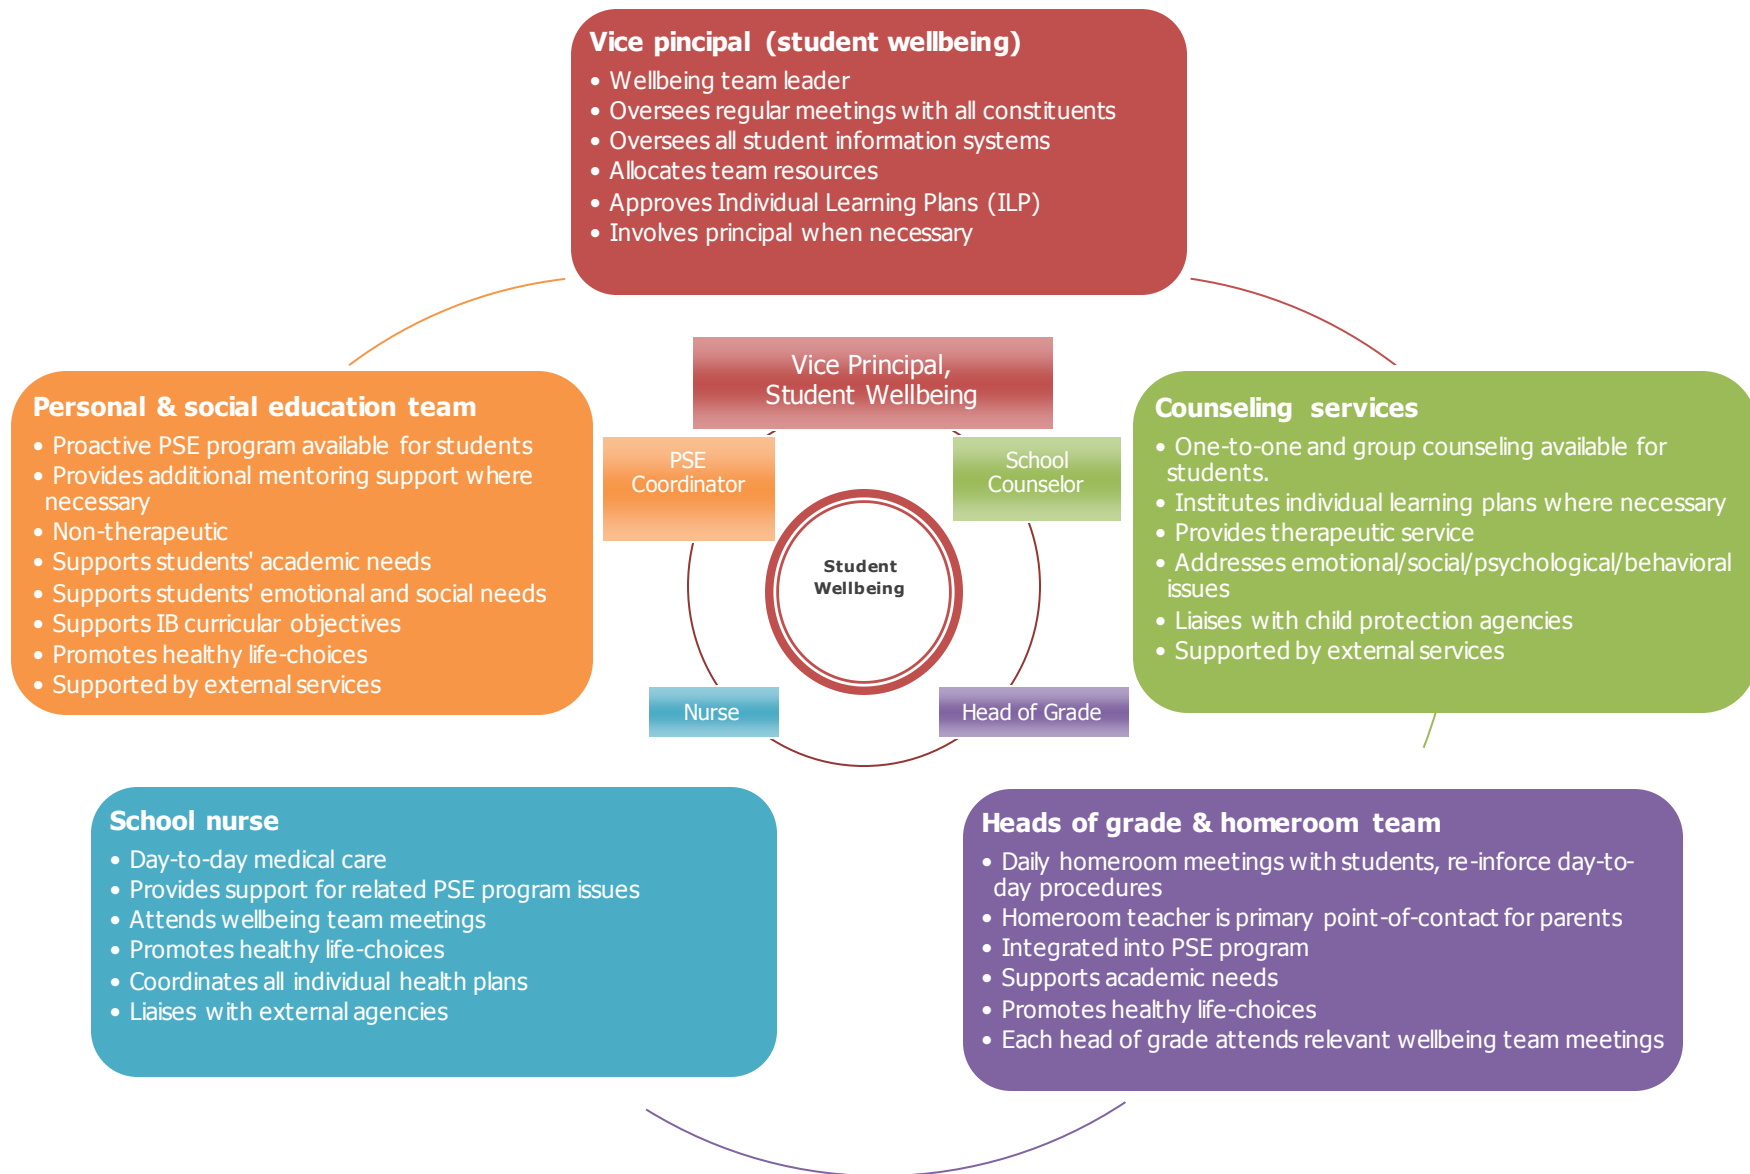 Vice pincipal (student wellbeing)
• Wellbeing team leader
• Oversees regular meetings with all constituents
• Oversees all student information systems
• Allocates team resources
• Approves Individual Learning Plans (ILP)
• Involves principal when necessary
Vice Principal,
Student Wellbeing
Personal & social education team
• Proactive PSE program available for students
• Provides additional mentoring support where
necessary
• Non-therapeutic
• Supports students' academic needs
• Supports students' emotional and social needs
• Supports IB curricular objectives
• Promotes healthy life-choices
• Supported by external services
PSE
Coordinator
School
Counselor
Student
Wellbeing
Nurse
Head of Grade
Counseling services
• One-to-one and group counseling available for
students.
• Institutes individual learning plans where necessary
• Provides therapeutic service
• Addresses emotional/social/psychological/behavioral
issues
• Liaises with child protection agencies
• Supported by external services
School nurse
• Day-to-day medical care
• Provides support for related PSE program issues
• Attends wellbeing team meetings
• Promotes healthy life-choices
• Coordinates all individual health plans
• Liaises with external agencies
Heads of grade & homeroom team
• Daily homeroom meetings with students, re-inforce day-to-
day procedures
• Homeroom teacher is primary point-of-contact for parents
• Integrated into PSE program
• Supports academic needs
• Promotes healthy life-choices
• Each head of grade attends relevant wellbeing team meetings